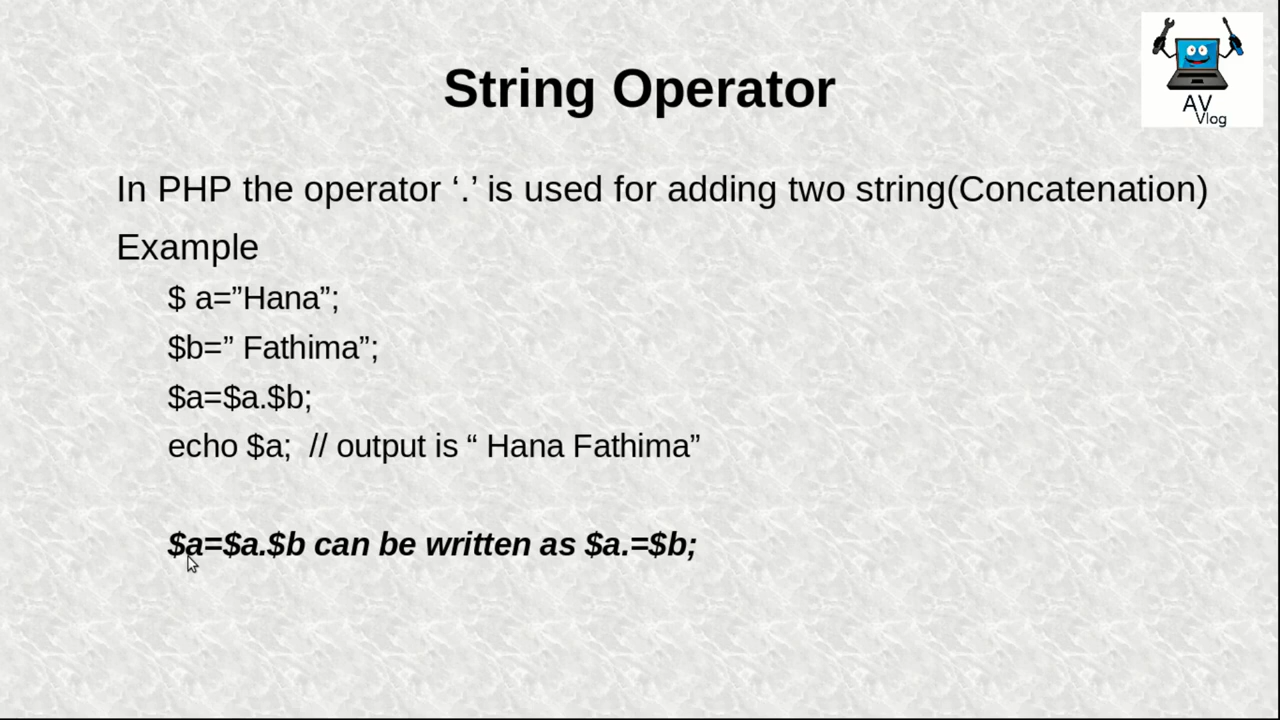 AV
Vlog
String Operator
In PHP the operator ‘.’ is used for adding two string(Concatenation)
Example
$ a=”Hana”;
$b=” Fathima”;
$a=$a.$b;
echo $a;  // output is “ Hana Fathima”
$a=$a.$b can be written as $a.=$b;